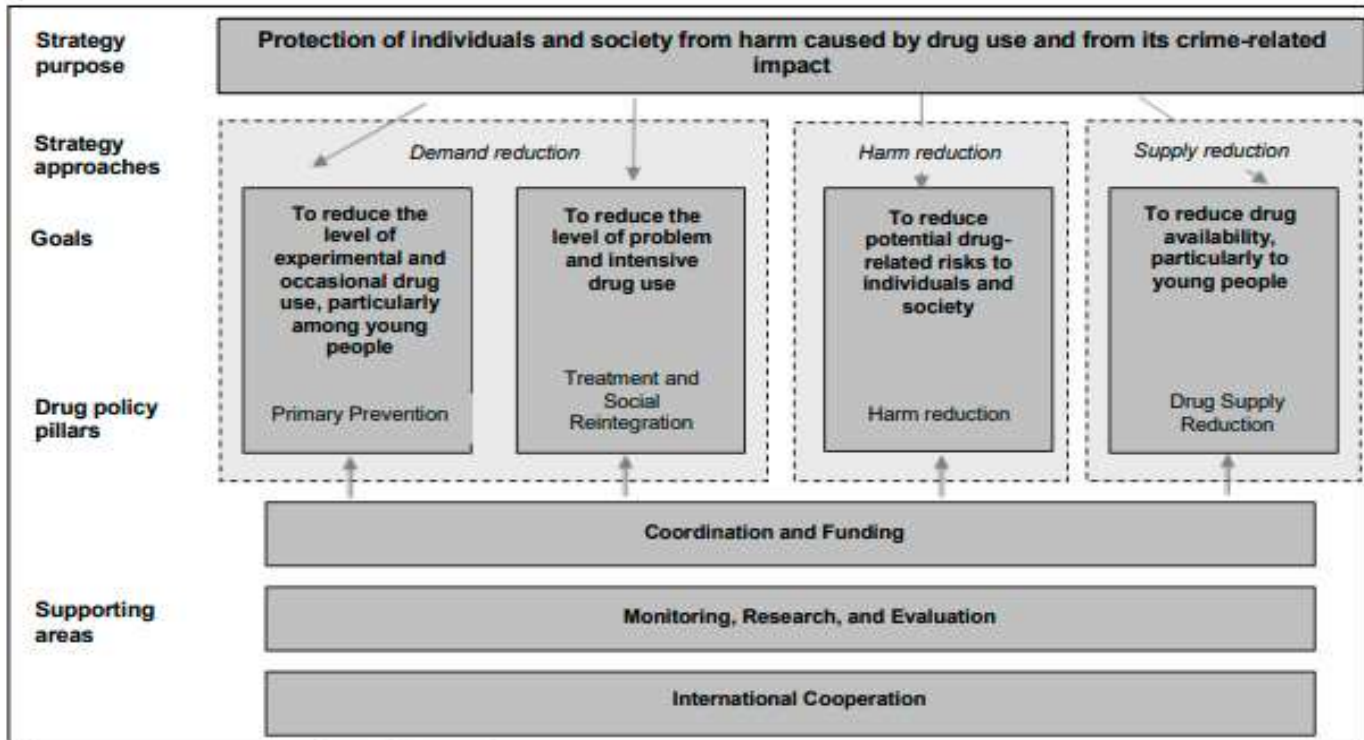 Strategy
purpose
Protection of individuals and society from harm caused by drug use and from its crime-related
impact
Strategy
approaches
Demand reduction
Harm reduction
Supply reduction
Goals
To reduce the
level of
experimental and
occasional drug
use, particularly
among young
people
To reduce the
level of problem
and intensive
drug use
To reduce
potential drug-
related risks to
individuals and
society
To reduce drug
availability,
particularly to
young people
Drug policy
pillars
Primary Prevention
Treatment and
Social
Reintegration
Harm reduction
Drug Supply
Reduction
Supporting
areas
Coordination and Funding
Monitoring, Research, and Evaluation
International Cooperation